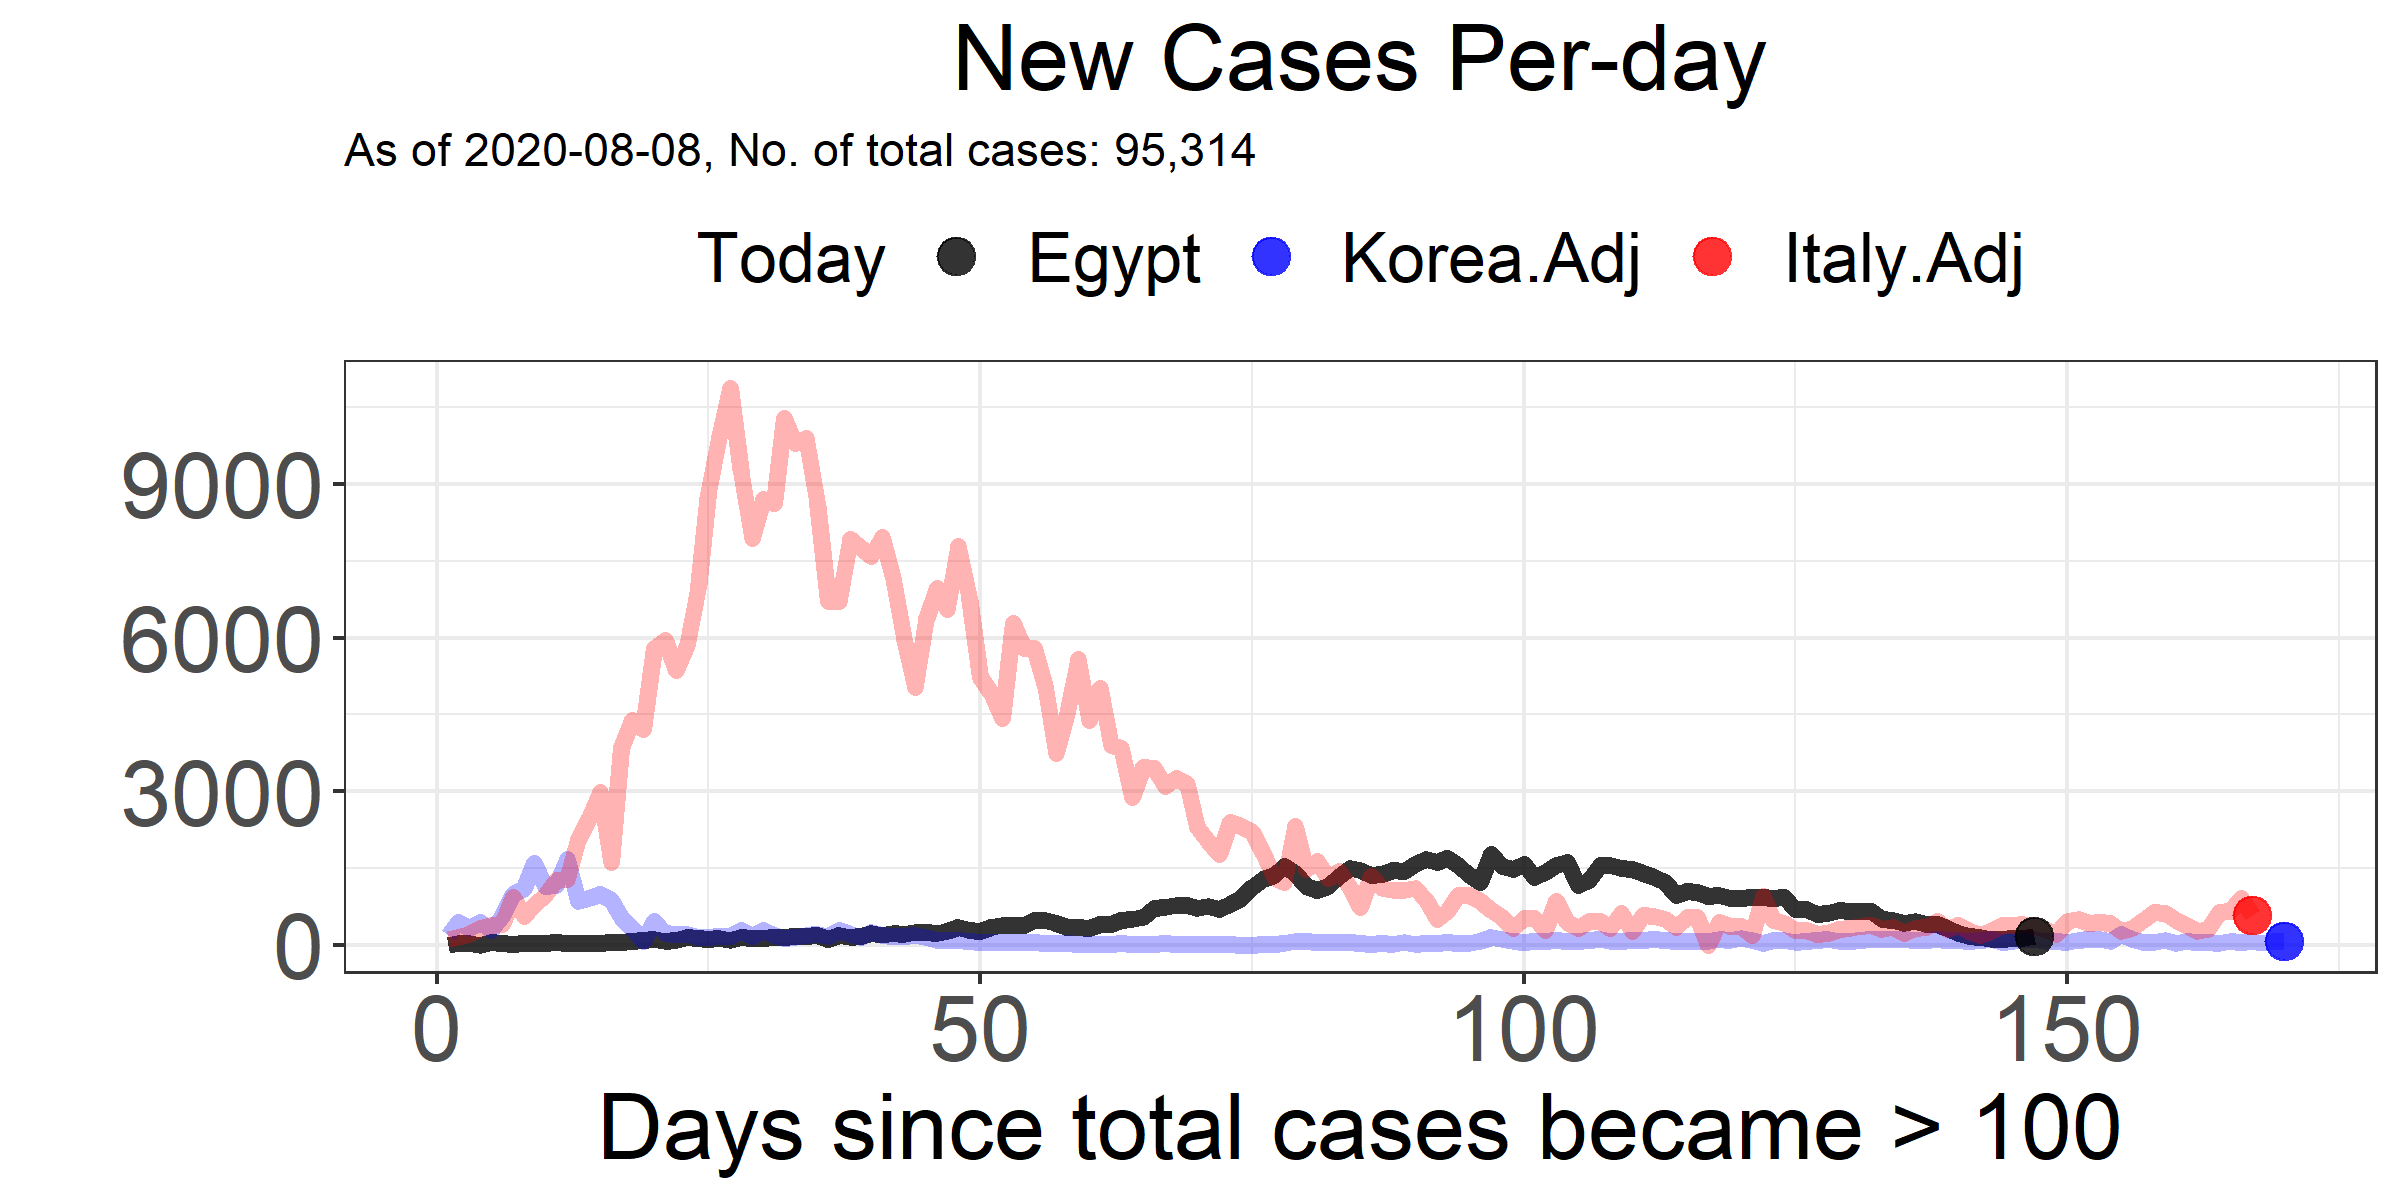 New Cases Per-day
As of 2020-08-08, No. of total cases: 95,314
Today Egypt Korea.Adj Italy.Adj
9000
6000
3000
0
0 50 100 150
Days since total cases became > 100